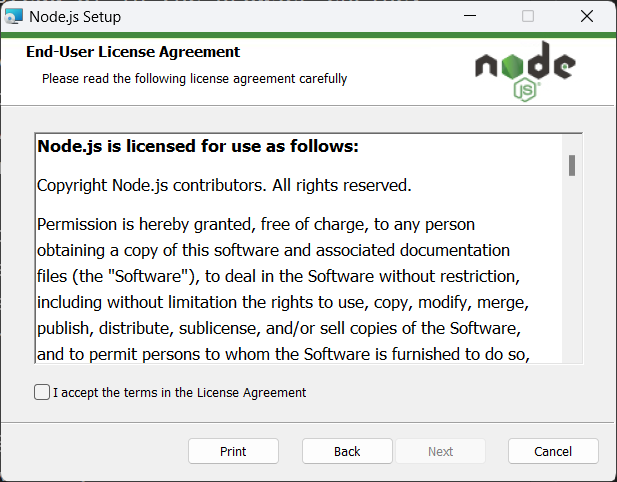 Node.js Setup
End-User License Agreement
Please read the following license agreement carefully
node
JS
Node.js is licensed for use as follows:
Copyright Node.js contributors. All rights reserved.
Permission is hereby granted, free of charge, to any person
obtaining a copy of this software and associated documentation
files (the "Software"), to deal in the Software without restriction,
including without limitation the rights to use, copy, modify, merge,
publish, distribute, sublicense, and/or sell copies of the Software,
and to permit persons to whom the Software is furnished to do so,
I accept the terms in the License Agreement
Print
Back
Next
Cancel